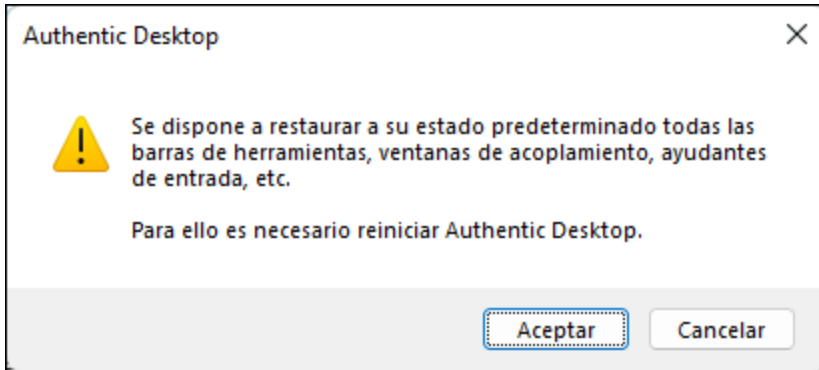 Authentic Desktop
Se dispone a restaurar a su estado predeterminado todas las
barras de herramientas, ventanas de acoplamiento, ayudantes
de entrada, etc.
Para ello es necesario reiniciar Authentic Desktop.
Aceptar
Cancelar